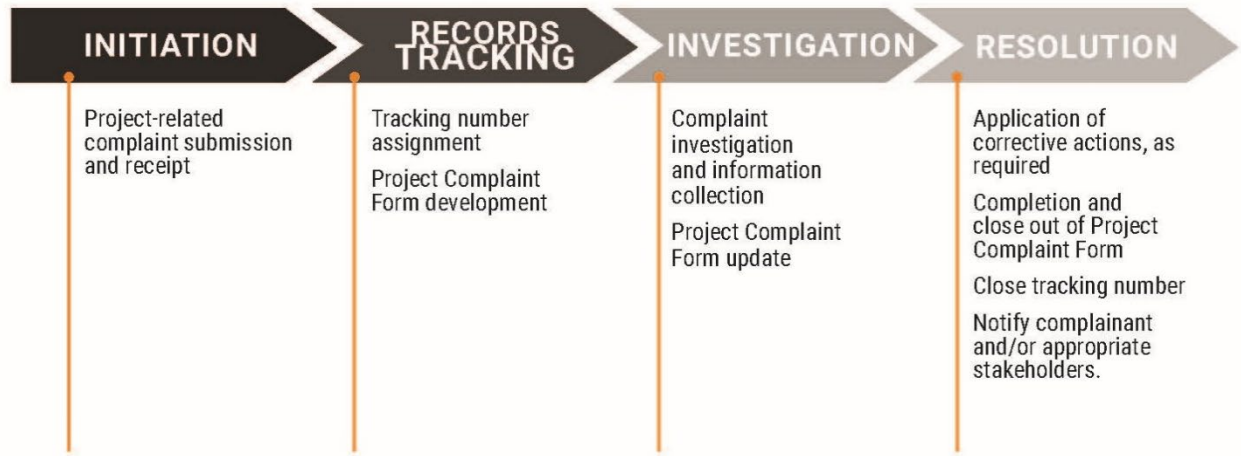 INITIATION
Project-related
complaint submission
and receipt
RECORDS
TRACKING
Tracking number
assignment
Project Complaint
Form development
INVESTIGATION
Complaint
investigation
and information
collection
Project Complaint
Form update
RESOLUTION
Application of
corrective actions, as
required
Completion and
close out of Project
Complaint Form
Close tracking number
Notify complainant
and/or appropriate
stakeholders.